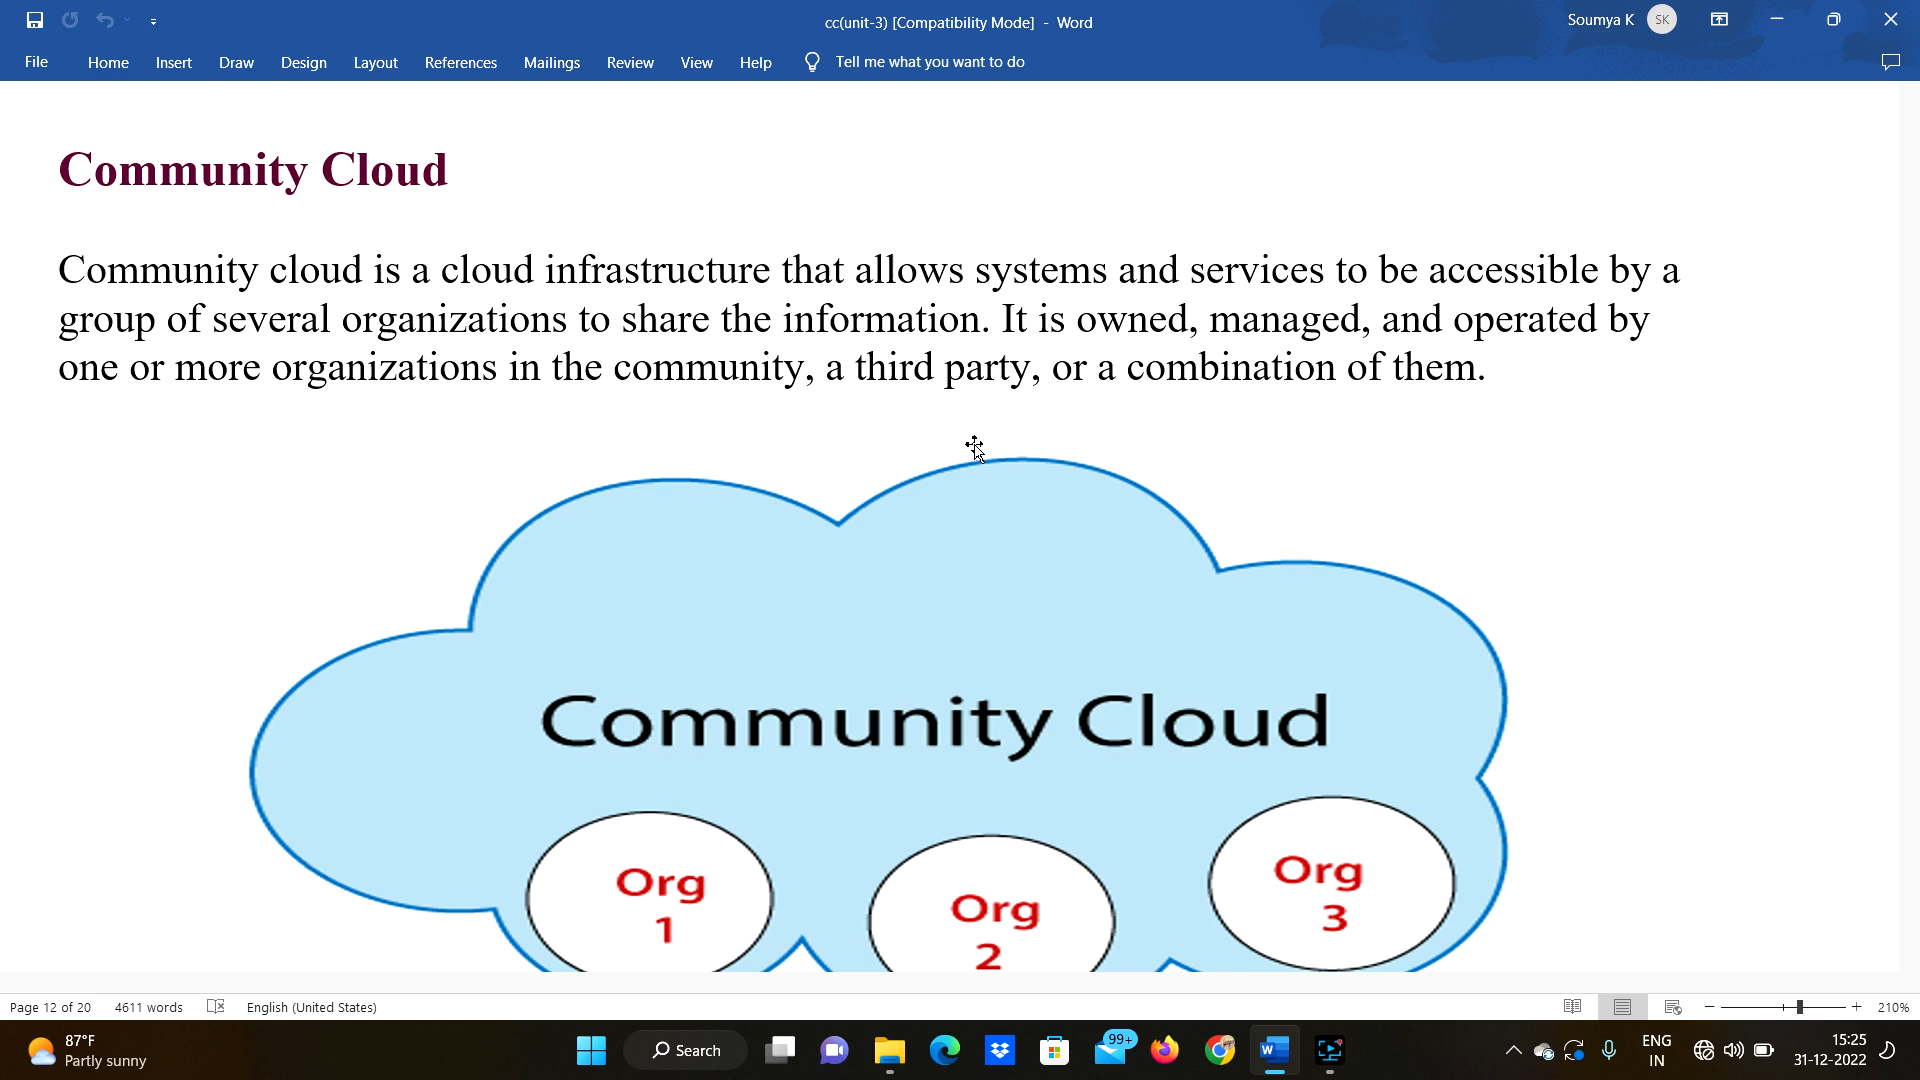 cc(unit-3) [Compatibility Mode] - Word
Soumya K
SK
File Home Insert Draw Design Layout References Mailings Review View Help Tell me what you want to do
Community Cloud
Community cloud is a cloud infrastructure that allows systems and services to be accessible by a
group of several organizations to share the information. It is owned, managed, and operated by
one or more organizations in the community, a third party, or a combination of them.
Community Cloud
Org
1
Org
2
Org
3
Page 12 of 20 4611 words English (United States) 210%
87°F
Partly sunny
Search
99+
ENG
IN
15:25
31-12-2022